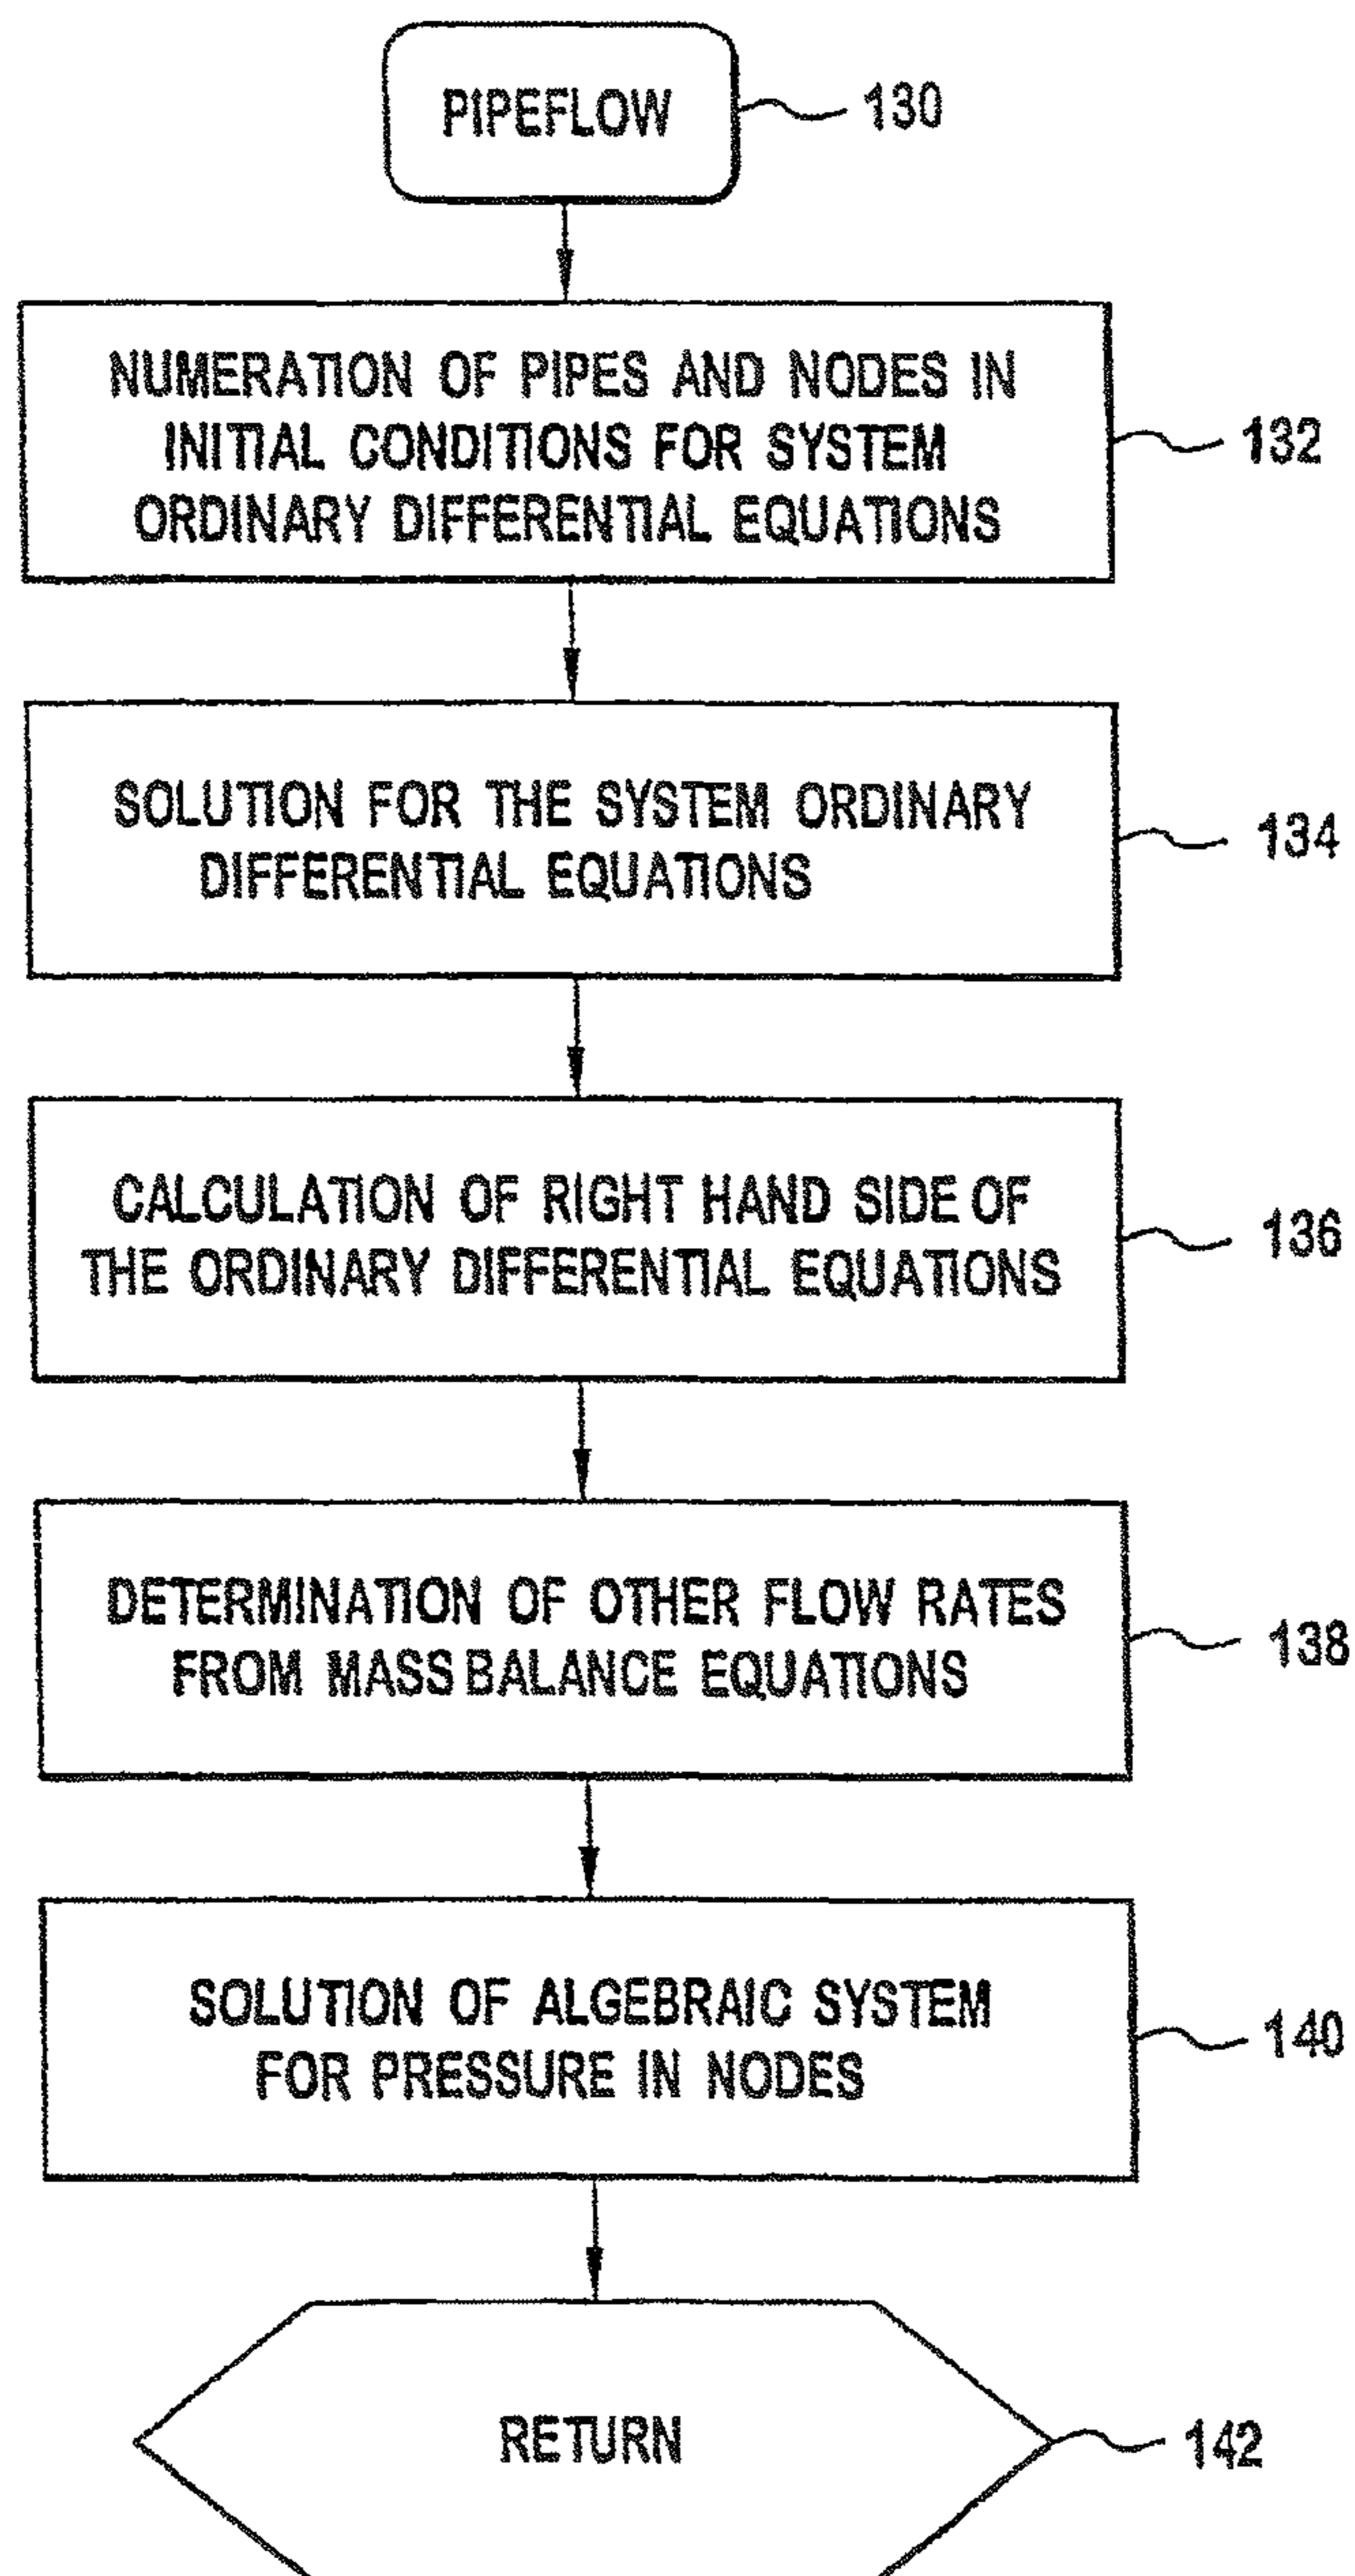 PIPEFLOW
130
NUMERATION OF PIPES AND NODES IN
INITIAL CONDITIONS FOR SYSTEM
ORDINARY DIFFERENTIAL EQUATIONS
132
SOLUTION FOR THE SYSTEM ORDINARY
DIFFERENTIAL EQUATIONS
134
CALCULATION OF RIGHT HAND SIDE OF
THE ORDINARY DIFFERENTIAL EQUATIONS
136
DETERMINATION OF OTHER FLOW RATES
FROM MASS BALANCE EQUATIONS
138
SOLUTION OF ALGEBRAIC SYSTEM
FOR PRESSURE IN NODES
140
RETURN
142